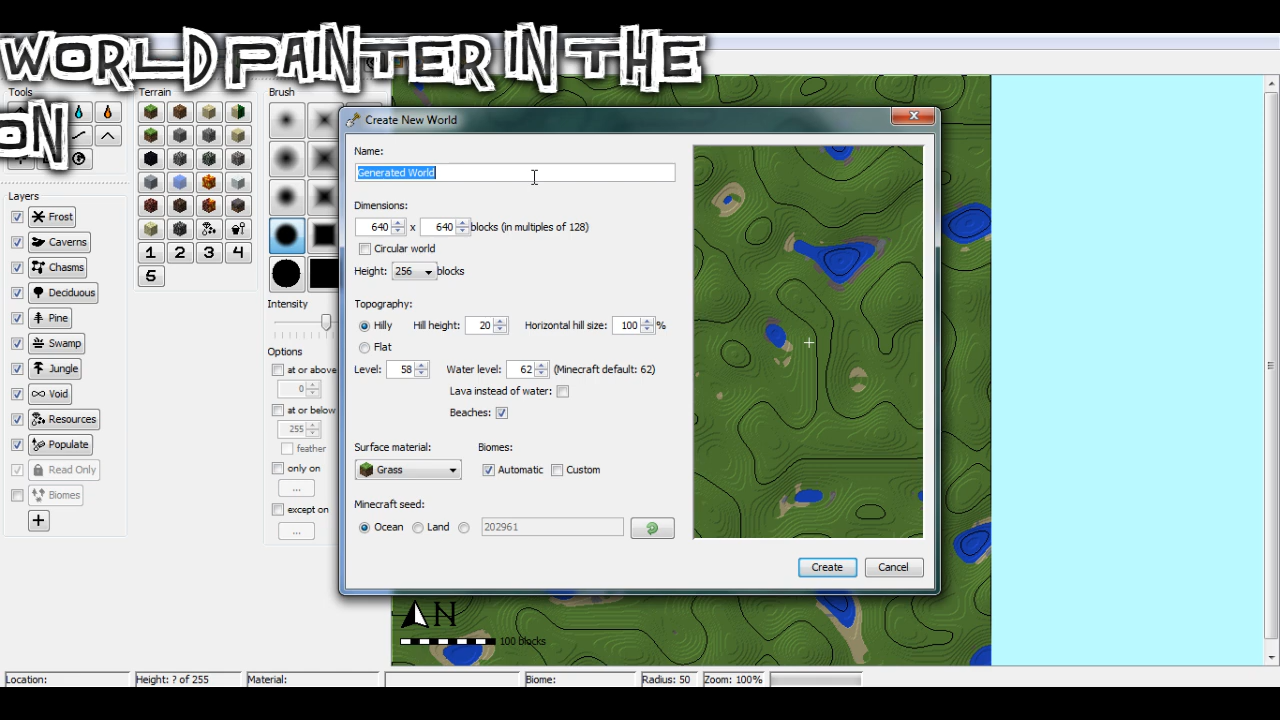 WORLD PAINTER IN THE
ON
Tools
Terrain
Brush
Create New World
Name:
Generated World
Dimensions:
640 x 640 blocks (in multiples of 128)
Circular world
Height: 256 blocks
Topography:
Hilly Hill height: 20 Horizontal hill size: 100 %
Flat
Level: 58 Water level: 62 (Minecraft default: 62)
Lava instead of water:
Beaches:
Surface material: Biomes:
Grass Automatic Custom
Minecraft seed:
Ocean Land 202961
Create Cancel
Layers
Frost
Caverns
Chasms
Deciduous
Pine
Swamp
Jungle
Void
Resources
Populate
Read Only
Biomes
+
1 2 3 4
5
Intensity
Options
at or above
0
at or below
255
feather
only on
...
except on
...
N
100 blocks
Location: Height: ? of 255 Material: Biome: Radius: 50 Zoom: 100%